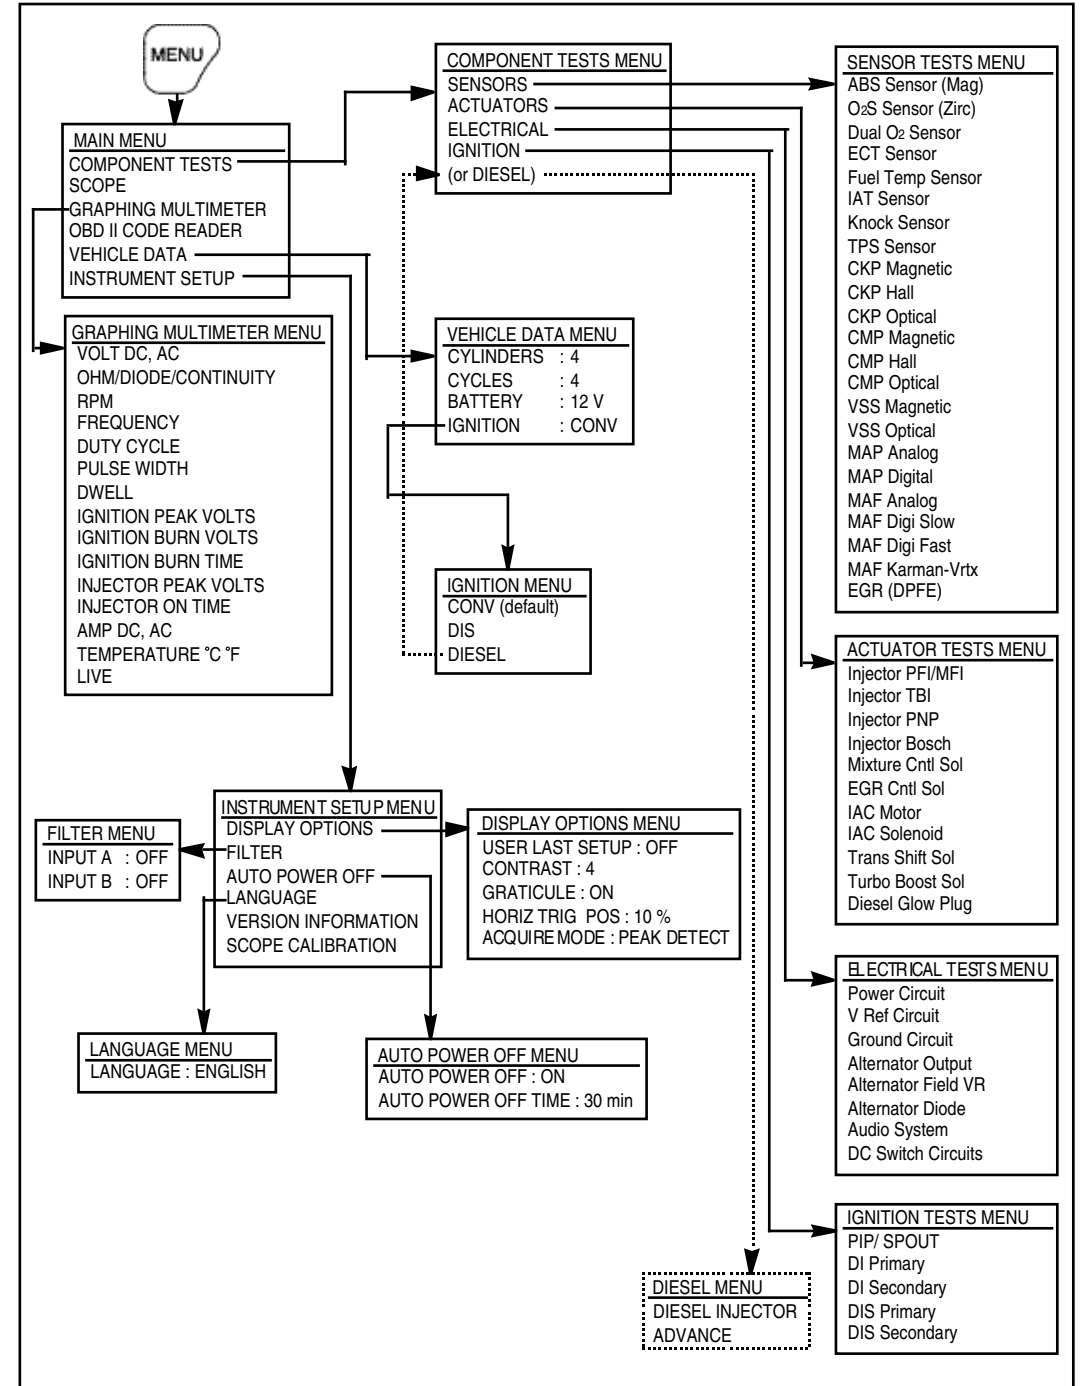 MENU
MAIN MENU
COMPONENT TESTS
SCOPE
GRAPHING MULTIMETER
OBD II CODE READER
VEHICLE DATA
INSTRUMENT SETUP
COMPONENT TESTS MENU
SENSORS
ACTUATORS
ELECTRICAL
IGNITION
(or DIESEL)
SENSOR TESTS MENU
ABS Sensor (Mag)
O2S Sensor (Zirc)
Dual O2 Sensor
ECT Sensor
Fuel Temp Sensor
IAT Sensor
Knock Sensor
TPS Sensor
CKP Magnetic
CKP Hall
CKP Optical
CMP Magnetic
CMP Hall
CMP Optical
VSS Magnetic
VSS Optical
MAP Analog
MAP Digital
MAF Analog
MAF Digi Slow
MAF Digi Fast
MAF Karman-Vrtx
EGR (DPFE)
GRAPHING MULTIMETER MENU
VOLT DC, AC
OHM/DIODE/CONTINUITY
RPM
FREQUENCY
DUTY CYCLE
PULSE WIDTH
DWELL
IGNITION PEAK VOLTS
IGNITION BURN VOLTS
IGNITION BURN TIME
INJECTOR PEAK VOLTS
INJECTOR ON TIME
AMP DC, AC
TEMPERATURE °C °F
LIVE
VEHICLE DATA MENU
CYLINDERS : 4
CYCLES : 4
BATTERY : 12 V
IGNITION : CONV
IGNITION MENU
CONV (default)
DIS
DIESEL
ACTUATOR TESTS MENU
Injector PFI/MFI
Injector TBI
Injector PNP
Injector Bosch
Mixture Cntl Sol
EGR Cntl Sol
IAC Motor
IAC Solenoid
Trans Shift Sol
Turbo Boost Sol
Diesel Glow Plug
INSTRUMENT SETUP MENU
DISPLAY OPTIONS
FILTER
AUTO POWER OFF
LANGUAGE
VERSION INFORMATION
SCOPE CALIBRATION
FILTER MENU
INPUT A : OFF
INPUT B : OFF
DISPLAY OPTIONS MENU
USER LAST SETUP : OFF
CONTRAST : 4
GRATICULE : ON
HORIZ TRIG POS : 10 %
ACQUIRE MODE : PEAK DETECT
ELECTRICAL TESTS MENU
Power Circuit
V Ref Circuit
Ground Circuit
Alternator Output
Alternator Field VR
Alternator Diode
Audio System
DC Switch Circuits
LANGUAGE MENU
LANGUAGE : ENGLISH
AUTO POWER OFF MENU
AUTO POWER OFF : ON
AUTO POWER OFF TIME : 30 min
IGNITION TESTS MENU
PIP/ SPOUT
DI Primary
DI Secondary
DIS Primary
DIS Secondary
DIESEL MENU
DIESEL INJECTOR
ADVANCE